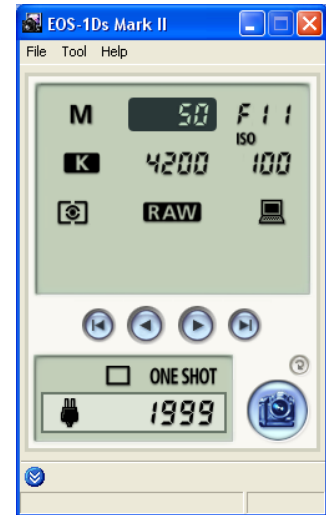 EOS-1Ds Mark II
File Tool Help
M 50 F11
ISO
K 4200 100
RAW
ONE SHOT
1999